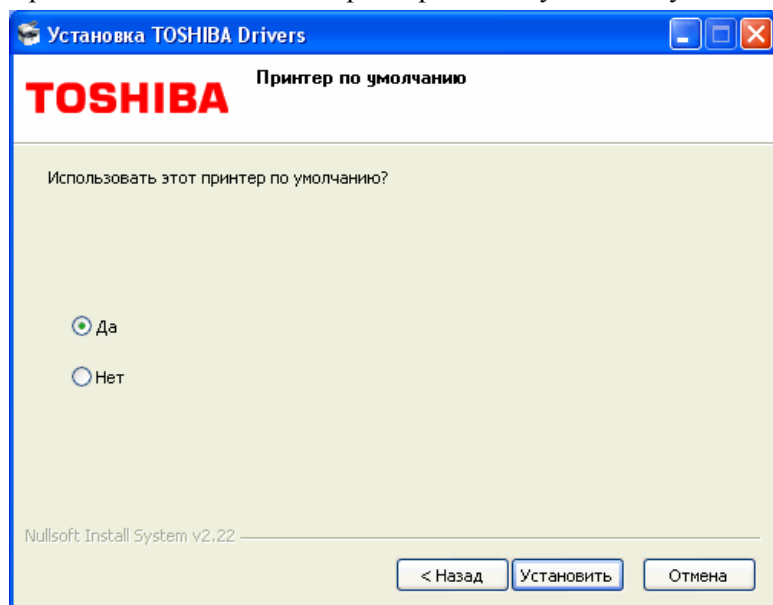 Установка TOSHIBA Drivers
TOSHIBA
Принтер по умолчанию
Использовать этот принтер по умолчанию?
Да
Нет
Nullsoft Install System v2.22
< Назад
Установить
Отмена